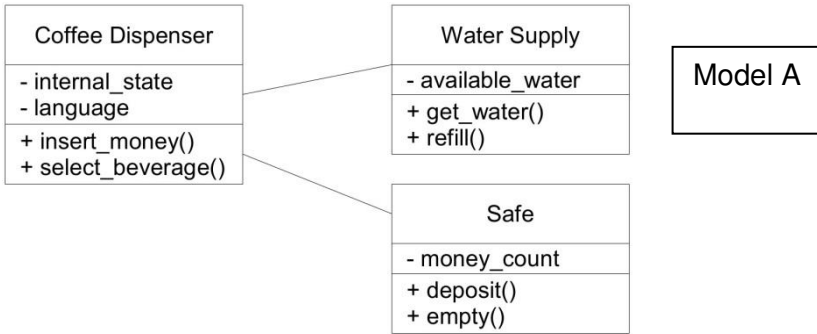 Coffee Dispenser
- internal_state
- language
+ insert_money()
+ select_beverage()
Water Supply
- available_water
+ get_water()
+ refill()
Model A
Safe
- money_count
+ deposit()
+ empty()